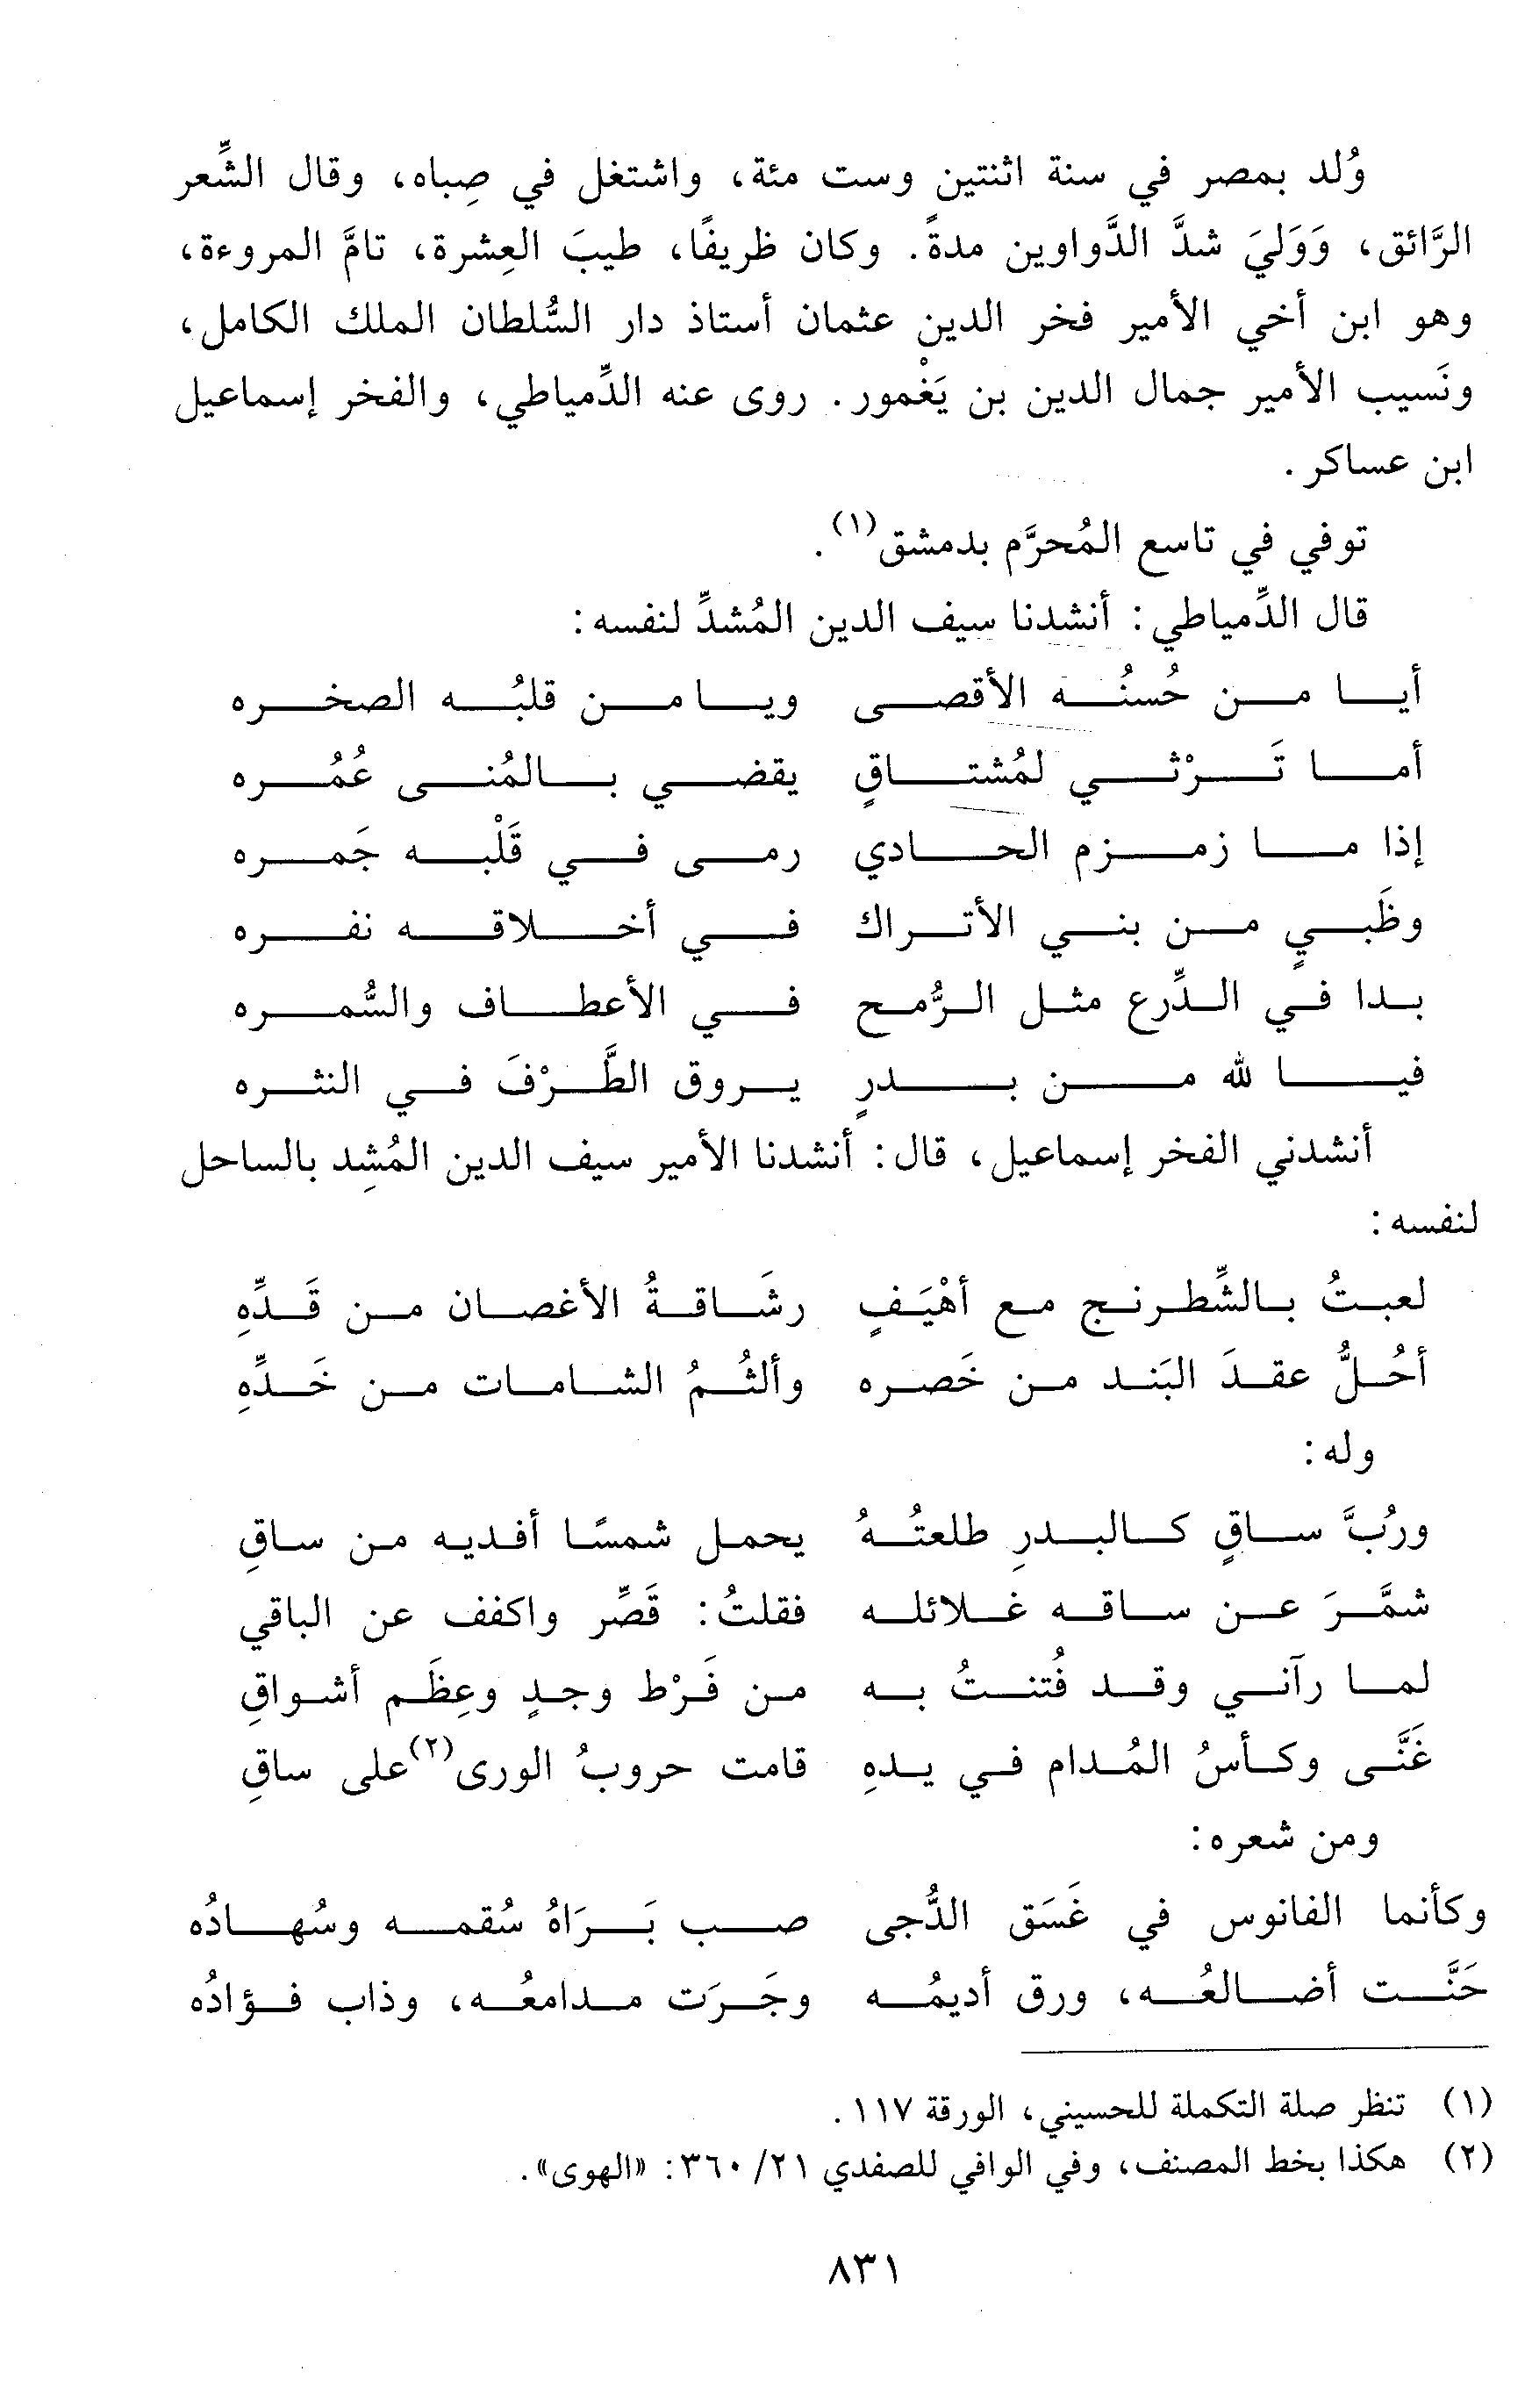 وُلد بمصر في سنة اثنتين وست مئة، واشتغل في صِباه، وقال الشِّعر
الرَّائق، وَوَليَ شدَّ الدَّواوين مدةً. وكان ظريفًا، طيبَ العِشرة، تامَّ المروءة،
وهو ابن أخي الأمير فخر الدين عثمان أستاذ دار السُّلطان الملك الكامل،
ونَسيب الأمير جمال الدين بن يَغْمور. روى عنه الدِّمياطي، والفخر إسماعيل
ابن عساكر.
توفي في تاسع المُحرَّم بدمشق(١).
قال الدِّمياطي: أنشدنا سيف الدين المُشدِّ لنفسه:
أيا من حُسنُه الأقصى ويا من قلبُه الصخره
أما تَرْثي لمُشتاقٍ يقضي بالمُنى عُمُره
إذا ما زمزم الحادي رمى في قَلْبه جَمره
وظَبيٍ من بني الأتراك في أخلاقه نفره
بدا في الدِّرع مثل الرُّمح في الأعطاف والسُّمره
فيا لله من بدرٍ يروق الطَّرْفَ في النثره
أنشدني الفخر إسماعيل، قال: أنشدنا الأمير سيف الدين المُشِد بالساحل
لنفسه:
لعبتُ بالشِّطرنج مع أهْيَفٍ رشَاقةُ الأغصان من قَدِّهِ
أحُلُّ عقدَ البَند من خَصره وألثُمُ الشامات من خَدِّهِ
وله:
ورُبَّ ساقٍ كالبدرِ طلعتُهُ يحمل شمسًا أفديه من ساقِ
شمَّرَ عن ساقه غلائله فقلتُ: قَصِّر واكفف عن الباقي
لما رآني وقد فُتنتُ به من فَرْط وجدٍ وعِظَم أشواقِ
غَنَّى وكأسُ المُدام في يدهِ قامت حروبُ الورى(٢) على ساقِ
ومن شعره:
وكأنما الفانوس في غَسَق الدُّجى صب بَرَاهُ سُقمه وسُهادُه
حَنَّت أضالعُه، ورق أديمُه وجَرَت مدامعُه، وذاب فؤادُه
(١) تنظر صلة التكملة للحسيني، الورقة ١١٧.
(٢) هكذا بخط المصنف، وفي الوافي للصفدي ٢١/ ٣٦٠: «الهوى».
٨٣١